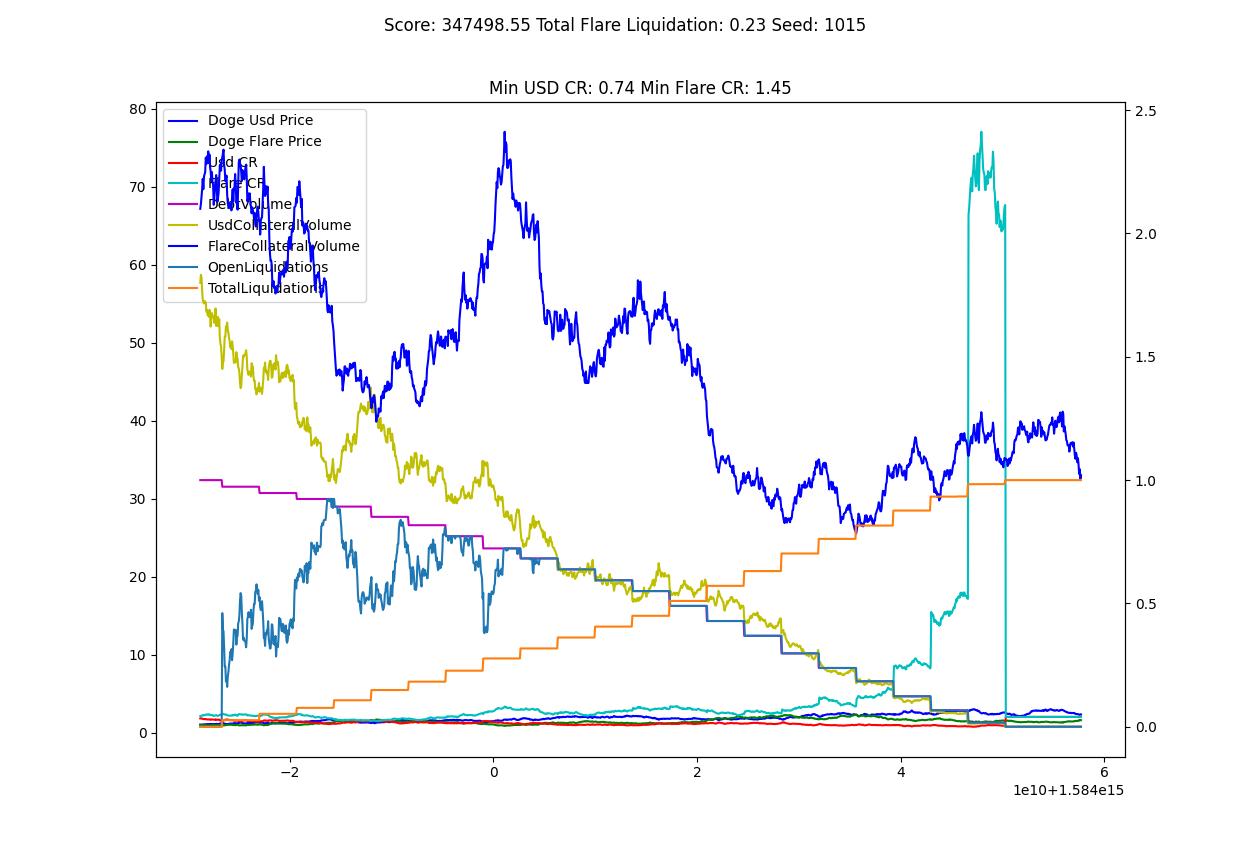 Score: 347498.55 Total Flare Liquidation: 0.23 Seed: 1015
Min USD CR: 0.74 Min Flare CR: 1.45
Doge Usd Price
Doge Flare Price
Usd CR
Flare CR
DebtVolume
UsdCollateralVolume
FlareCollateralVolume
OpenLiquidations
TotalLiquidations
80
70
60
50
40
30
20
10
0
2.5
2.0
1.5
1.0
0.5
0.0
−2
0
2
4
6
1e10+1.584e15